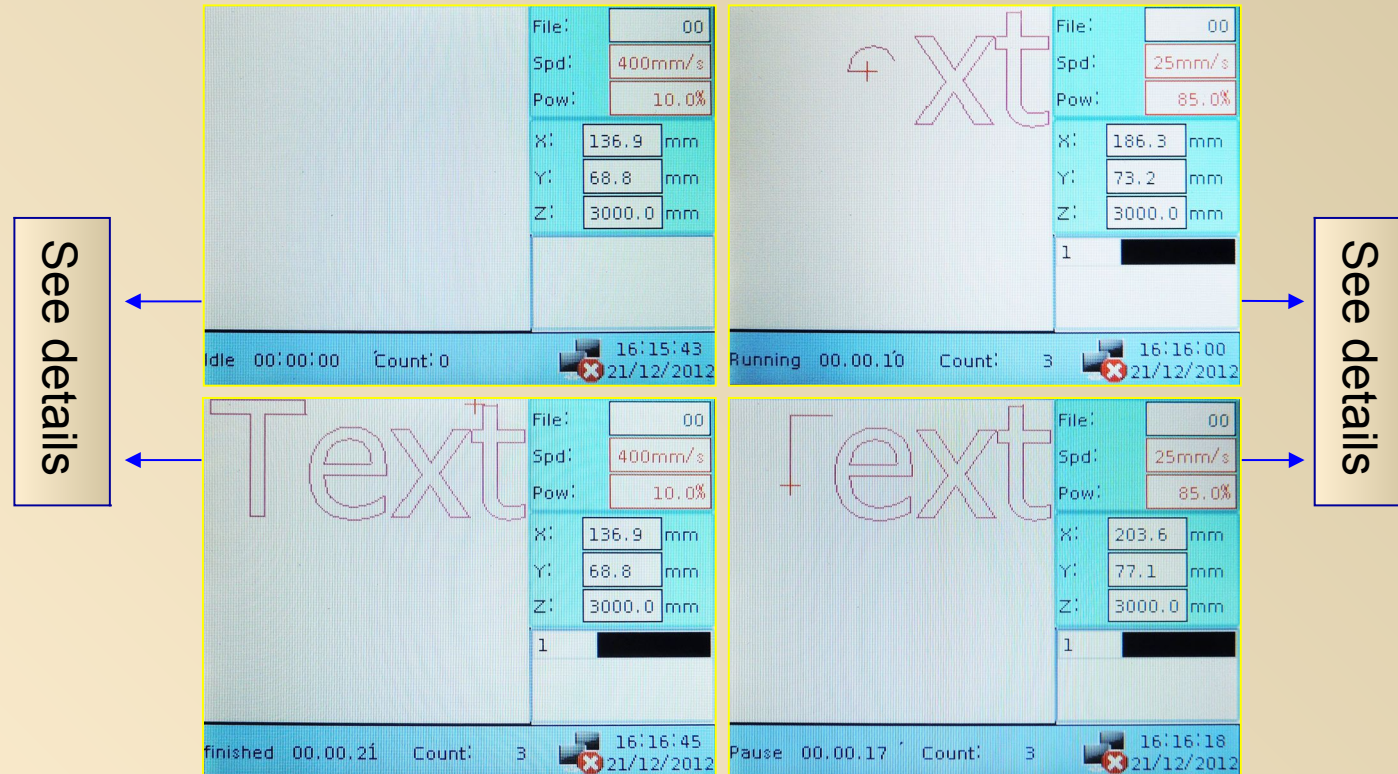 See details
File: 00
Spd: 400mm/s
Pow: 10.0%
X: 136.9 mm
Y: 68.8 mm
Z: 3000.0 mm
Idle 00:00:00 Count: 0
16:15:43
21/12/2012
xt
File: 00
Spd: 25mm/s
Pow: 85.0%
X: 186.3 mm
Y: 73.2 mm
Z: 3000.0 mm
1
Running 00.00.10 Count: 3
16:16:00
21/12/2012
Text
File: 00
Spd: 400mm/s
Pow: 10.0%
X: 136.9 mm
Y: 68.8 mm
Z: 3000.0 mm
1
finished 00.00.21 Count: 3
16:16:45
21/12/2012
ext
File: 00
Spd: 25mm/s
Pow: 85.0%
X: 203.6 mm
Y: 77.1 mm
Z: 3000.0 mm
1
Pause 00.00.17 Count: 3
16:16:18
21/12/2012
See details